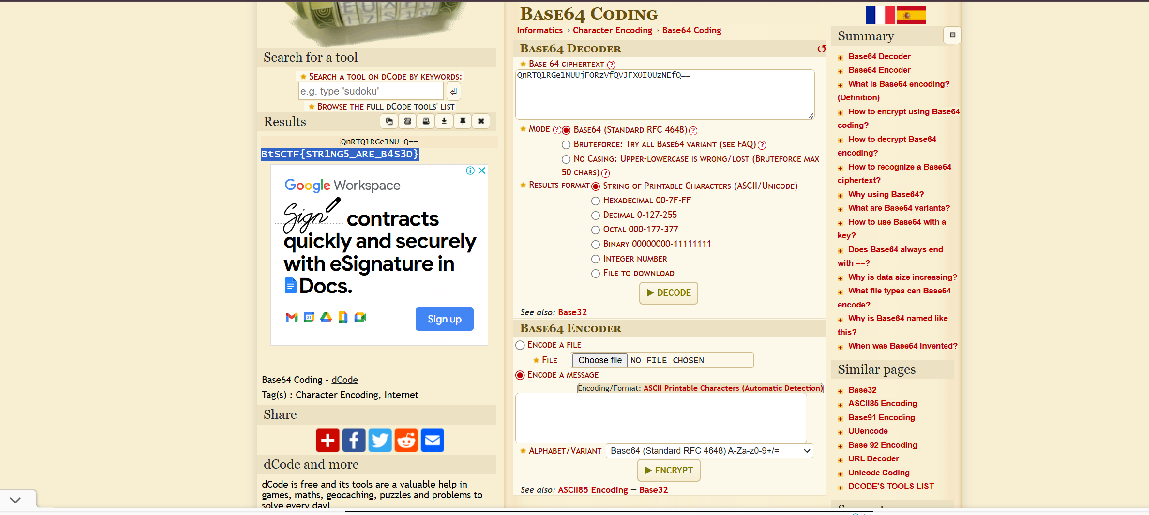 Search for a tool
★ Search a tool on dCode by keywords:
e.g. type 'sudoku'
★ Browse the full dCode tools' list
Results
BtSCTF{STR1NG5_ARE_B4S3D}
Google Workspace
Sign contracts
quickly and securely
with eSignature in
Docs.
Sign up
Base64 Coding - dCode
Tag(s) : Character Encoding, Internet
Share
dCode and more
dCode is free and its tools are a valuable help in
games, maths, geocaching, puzzles and problems to
solve every day!
Base64 Coding
Informatics › Character Encoding › Base64 Coding
Base64 Decoder
★ Base 64 ciphertext (?)
★ Mode (?) Base64 (Standard RFC 4648) (?)
Bruteforce: Try all Base64 variant (see FAQ) (?)
No Casing: Upper-lowercase is wrong/lost (Bruteforce max
50 chars) (?)
★ Results format String of Printable Characters (ASCII/Unicode)
Hexadecimal 00-7F-FF
Decimal 0-127-255
Octal 000-177-377
Binary 00000000-11111111
Integer number
File to download
▶ Decode
See also: Base32
Base64 Encoder
Encode a file
★ File Choose file No file chosen
Encode a message
Encoding/Format: ASCII Printable Characters (Automatic Detection)
★ Alphabet/Variant Base64 (Standard RFC 4648) A-Za-z0-9+/=
▶ Encrypt
See also: ASCII85 Encoding — Base32
Summary
Base64 Decoder
Base64 Encoder
What is Base64 encoding?
(Definition)
How to encrypt using Base64
coding?
How to decrypt Base64
encoding?
How to recognize a Base64
ciphertext?
Why using Base64?
What are Base64 variants?
How to use Base64 with a
key?
Does Base64 always end
with ==?
Why is data size increasing?
What file types can Base64
encode?
Why is Base64 named like
this?
When was Base64 invented?
Similar pages
Base32
ASCII85 Encoding
Base91 Encoding
UUencode
Base 92 Encoding
URL Decoder
Unicode Coding
DCODE'S TOOLS LIST